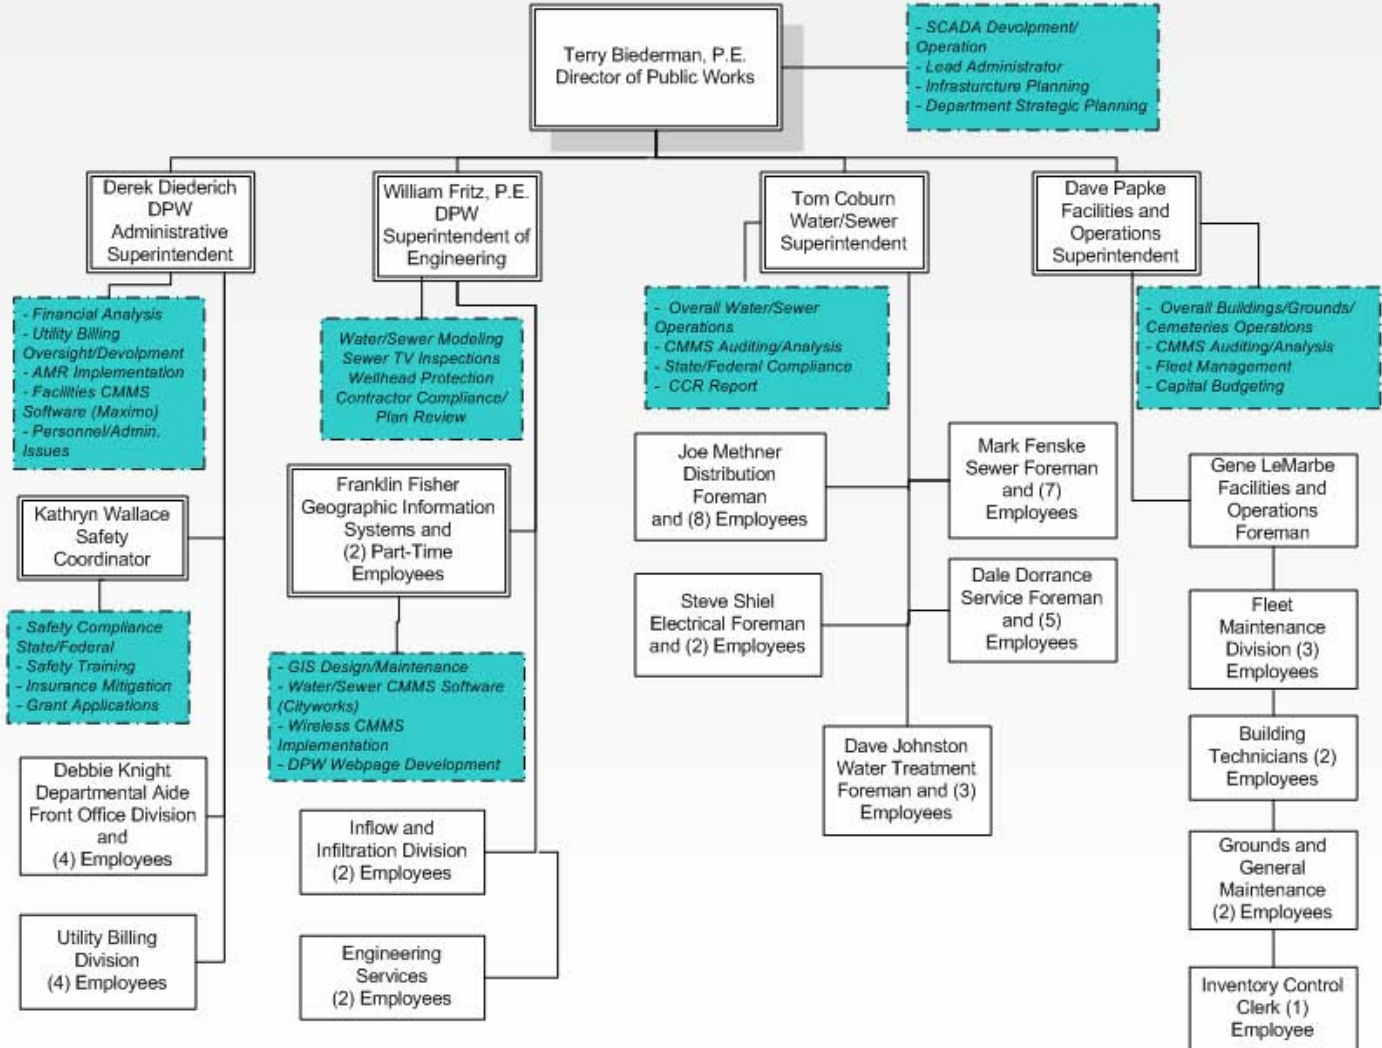 Terry Biederman, P.E.
Director of Public Works
- SCADA Devolpment/
Operation
- Lead Administrator
- Infrasturcture Planning
- Department Strategic Planning
Derek Diederich
DPW
Administrative
Superintendent
William Fritz, P.E.
DPW
Superintendent of
Engineering
Tom Coburn
Water/Sewer
Superintendent
Dave Papke
Facilities and
Operations
Superintendent
- Financial Analysis
- Utility Billing
Oversight/Devolpment
- AMR Implementation
- Facilities CMMS
Software (Maximo)
- Personnel/Admin.
Issues
Water/Sewer Modeling
Sewer TV Inspections
Wellhead Protection
Contractor Compliance/
Plan Review
- Overall Water/Sewer
Operations
- CMMS Auditing/Analysis
- State/Federal Compliance
- CCR Report
- Overall Buildings/Grounds/
Cemeteries Operations
- CMMS Auditing/Analysis
- Fleet Management
- Capital Budgeting
Kathryn Wallace
Safety
Coordinator
Franklin Fisher
Geographic Information
Systems and
(2) Part-Time
Employees
Joe Methner
Distribution
Foreman
and (8) Employees
Mark Fenske
Sewer Foreman
and (7)
Employees
Gene LeMarbe
Facilities and
Operations
Foreman
- Safety Compliance
State/Federal
- Safety Training
- Insurance Mitigation
- Grant Applications
- GIS Design/Maintenance
- Water/Sewer CMMS Software
(Cityworks)
- Wireless CMMS
Implementation
- DPW Webpage Development
Steve Shiel
Electrical Foreman
and (2) Employees
Dale Dorrance
Service Foreman
and (5)
Employees
Fleet
Maintenance
Division (3)
Employees
Debbie Knight
Departmental Aide
Front Office Division
and
(4) Employees
Inflow and
Infiltration Division
(2) Employees
Dave Johnston
Water Treatment
Foreman and (3)
Employees
Building
Technicians (2)
Employees
Grounds and
General
Maintenance
(2) Employees
Utility Billing
Division
(4) Employees
Engineering
Services
(2) Employees
Inventory Control
Clerk (1)
Employee